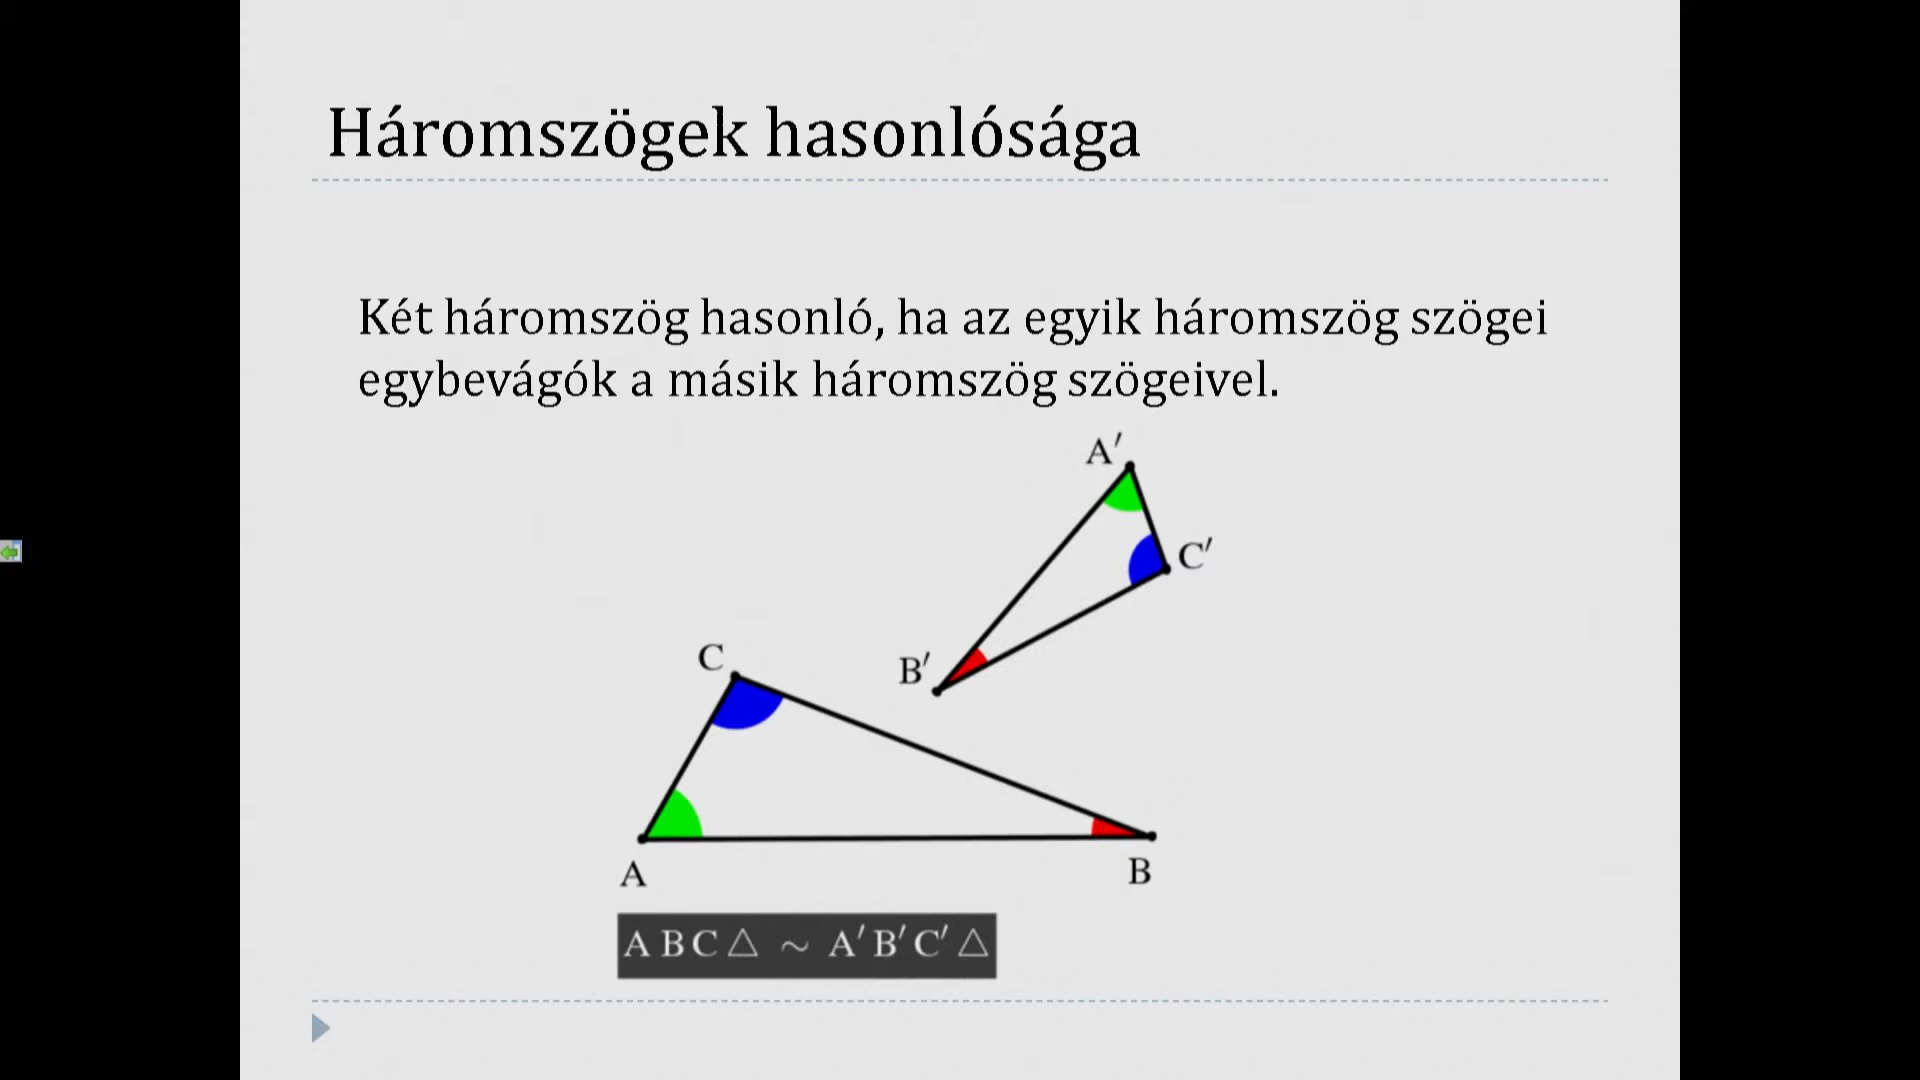 Háromszögek hasonlósága
Két háromszög hasonló, ha az egyik háromszög szögei
egybevágók a másik háromszög szögeivel.
A′
C′
C
B′
A
B
A B C △ ~ A′ B′ C′ △